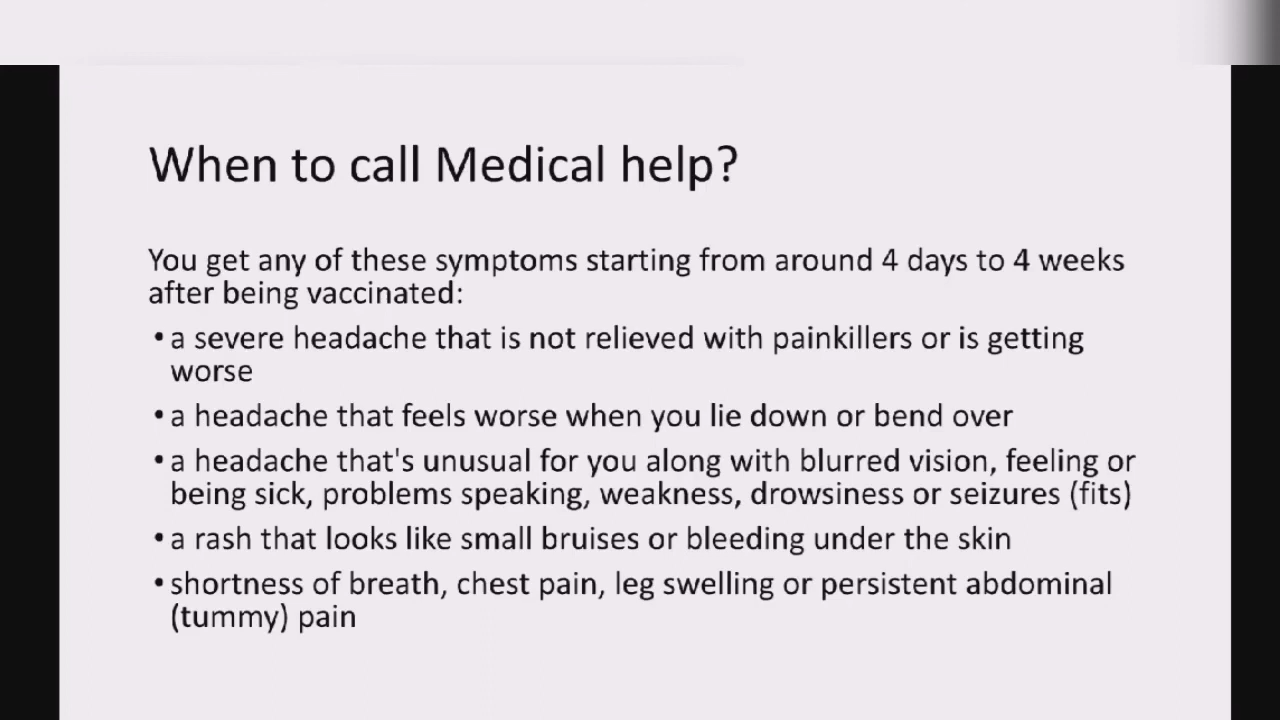 When to call Medical help?
You get any of these symptoms starting from around 4 days to 4 weeks
after being vaccinated:
• a severe headache that is not relieved with painkillers or is getting
worse
• a headache that feels worse when you lie down or bend over
• a headache that's unusual for you along with blurred vision, feeling or
being sick, problems speaking, weakness, drowsiness or seizures (fits)
• a rash that looks like small bruises or bleeding under the skin
• shortness of breath, chest pain, leg swelling or persistent abdominal
(tummy) pain